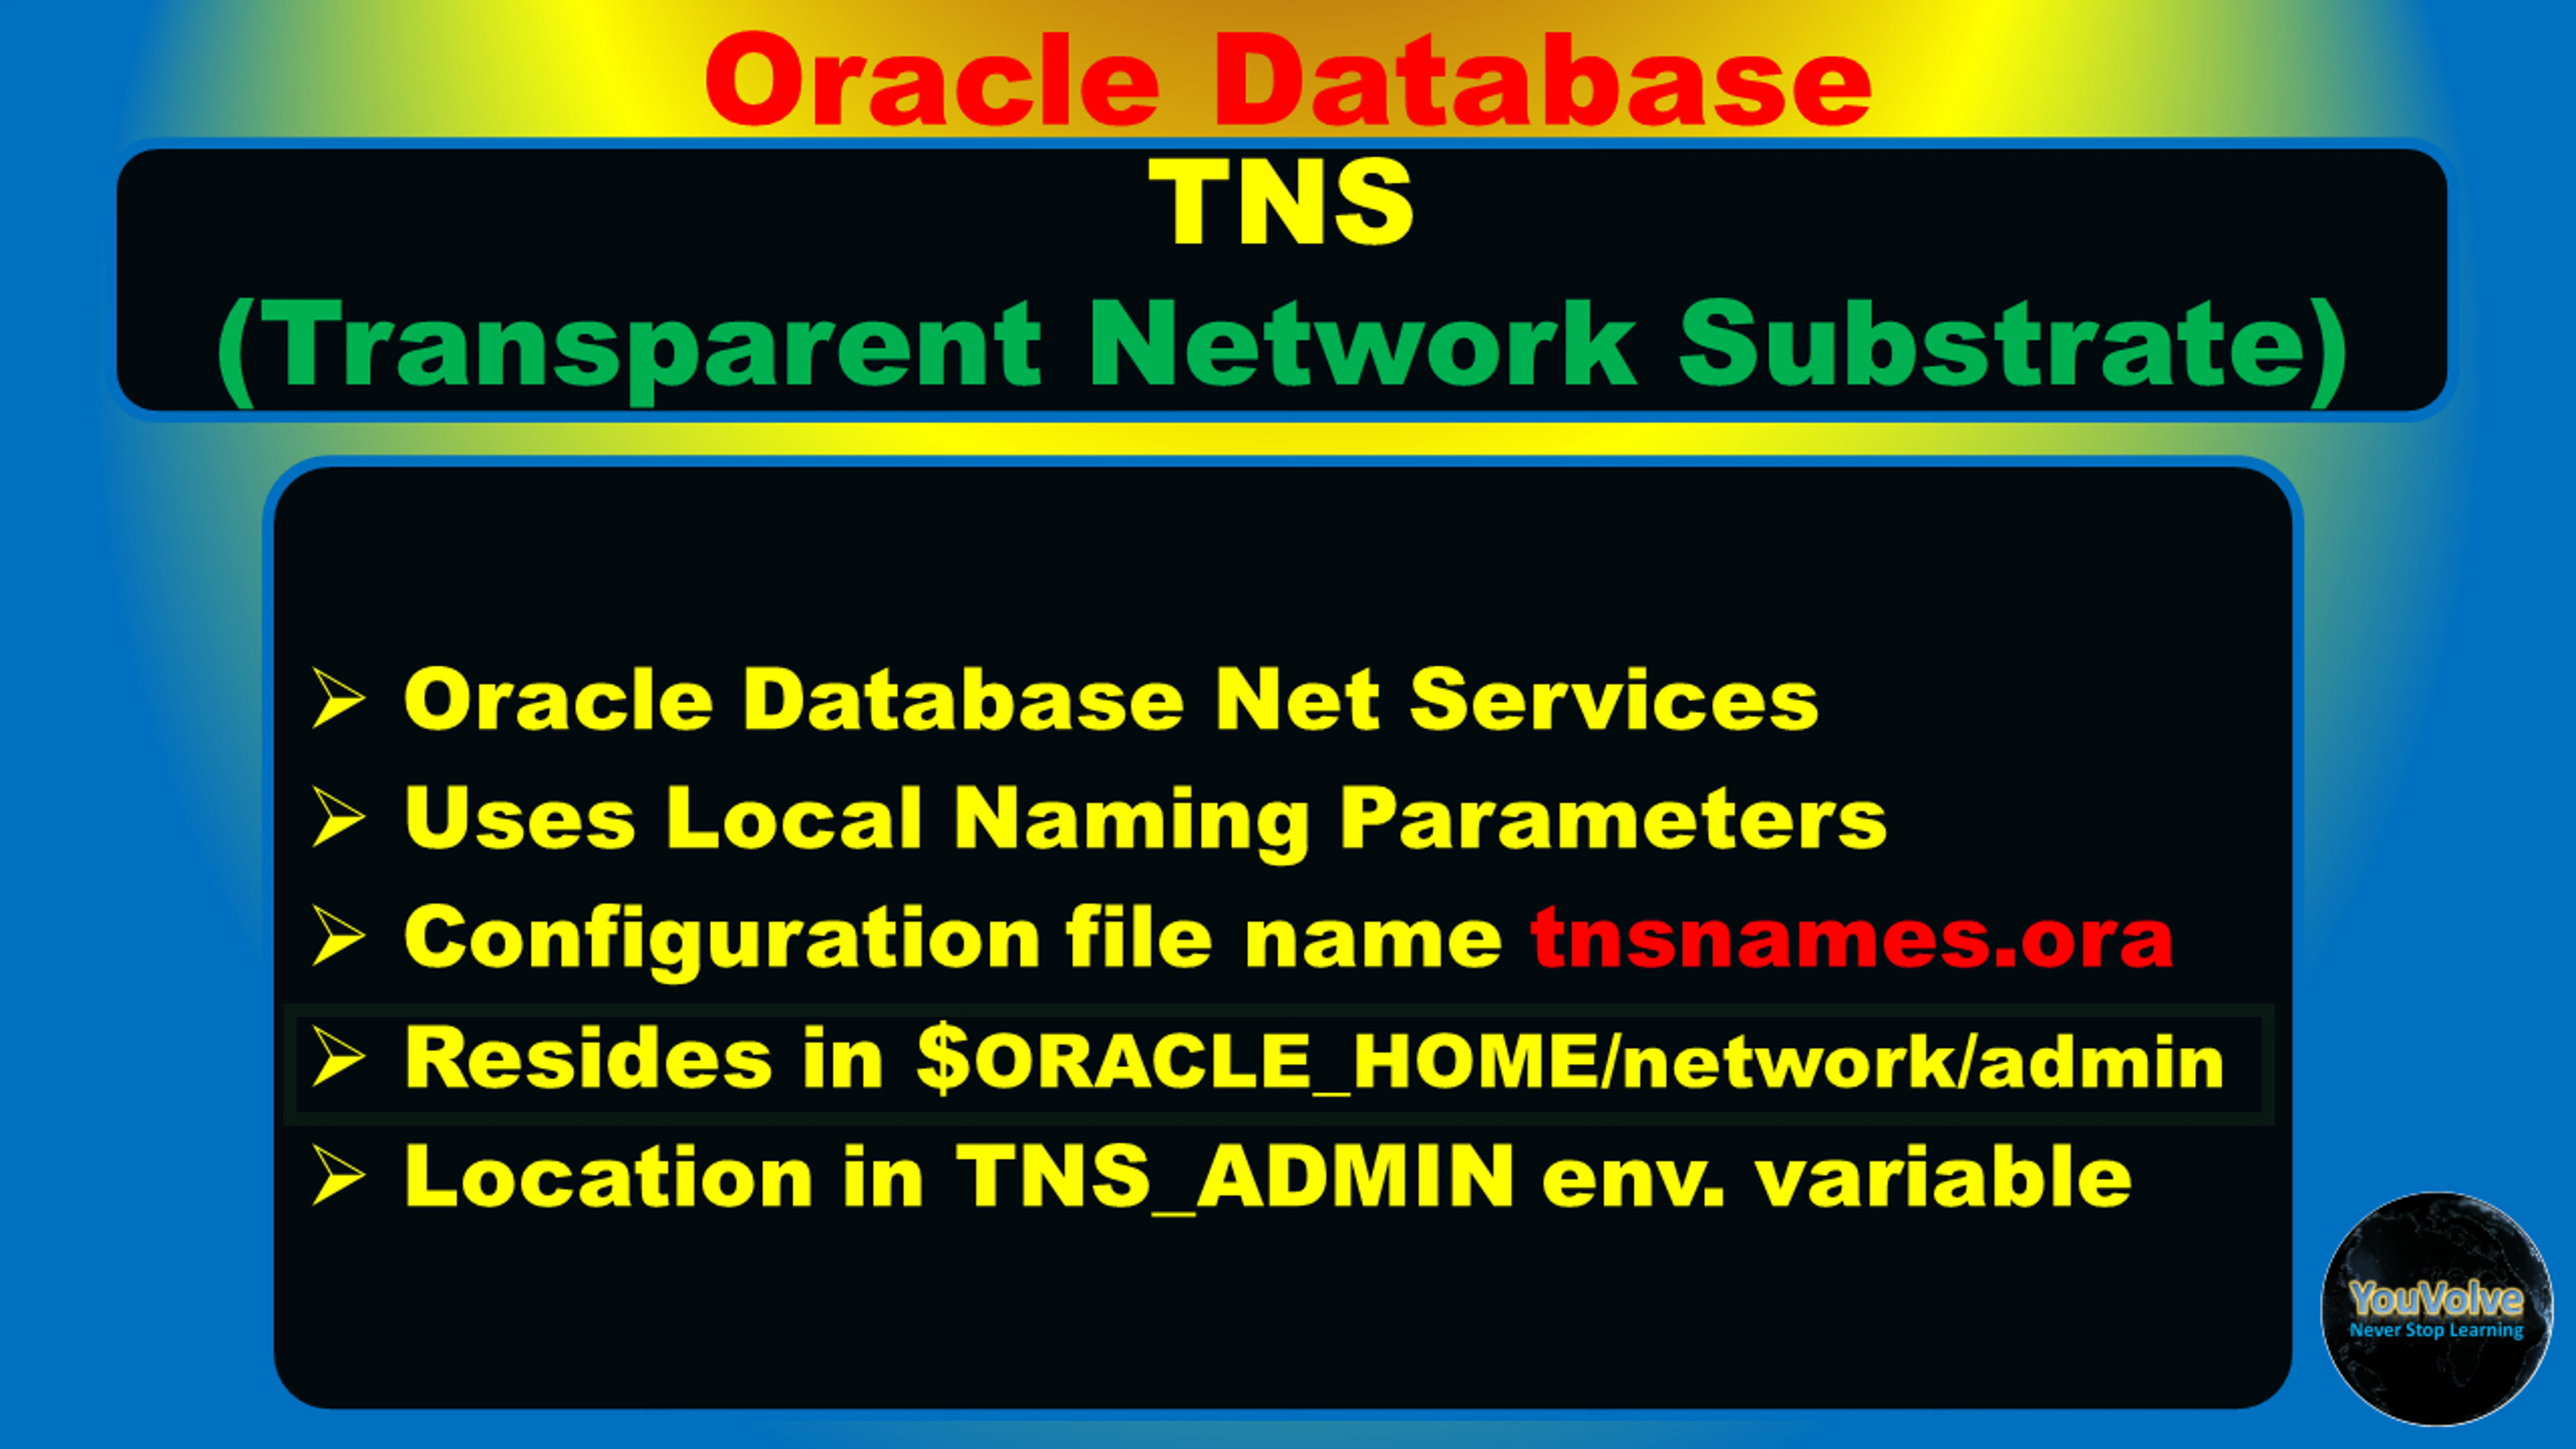 Oracle Database
TNS
(Transparent Network Substrate)
➢ Oracle Database Net Services
➢ Uses Local Naming Parameters
➢ Configuration file name tnsnames.ora
➢ Resides in $ORACLE_HOME/network/admin
➢ Location in TNS_ADMIN env. variable
YouVolve
Never Stop Learning